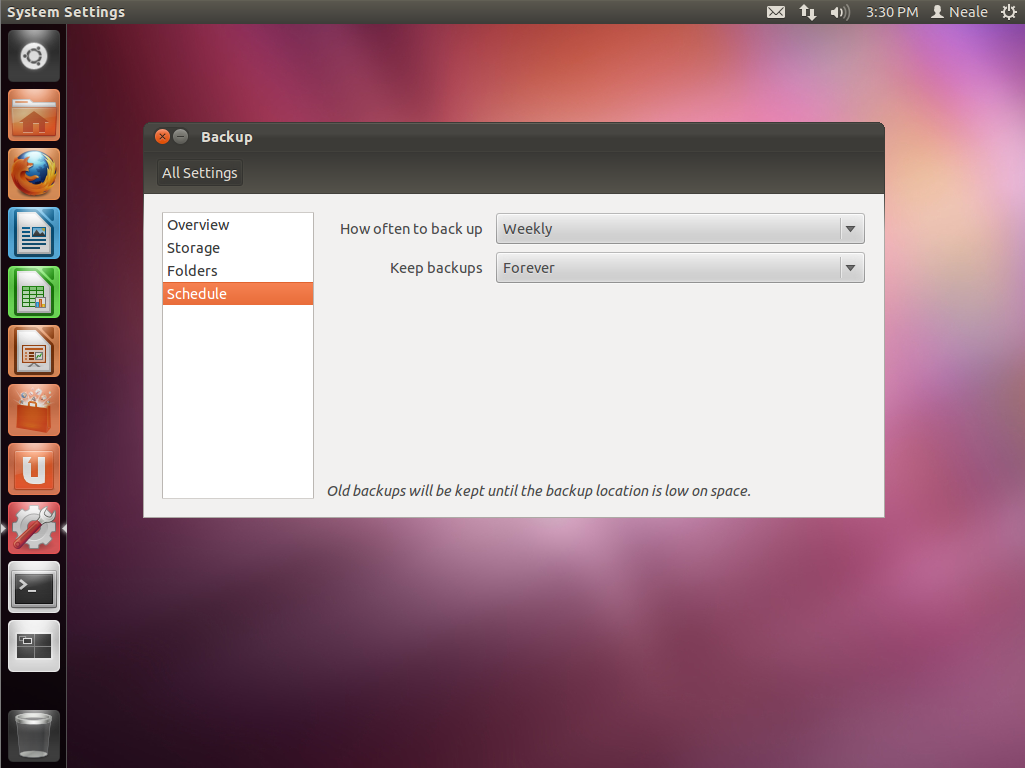 System Settings
3:30 PM Neale
Backup
All Settings
Overview
Storage
Folders
Schedule
How often to back up Weekly
Keep backups Forever
Old backups will be kept until the backup location is low on space.